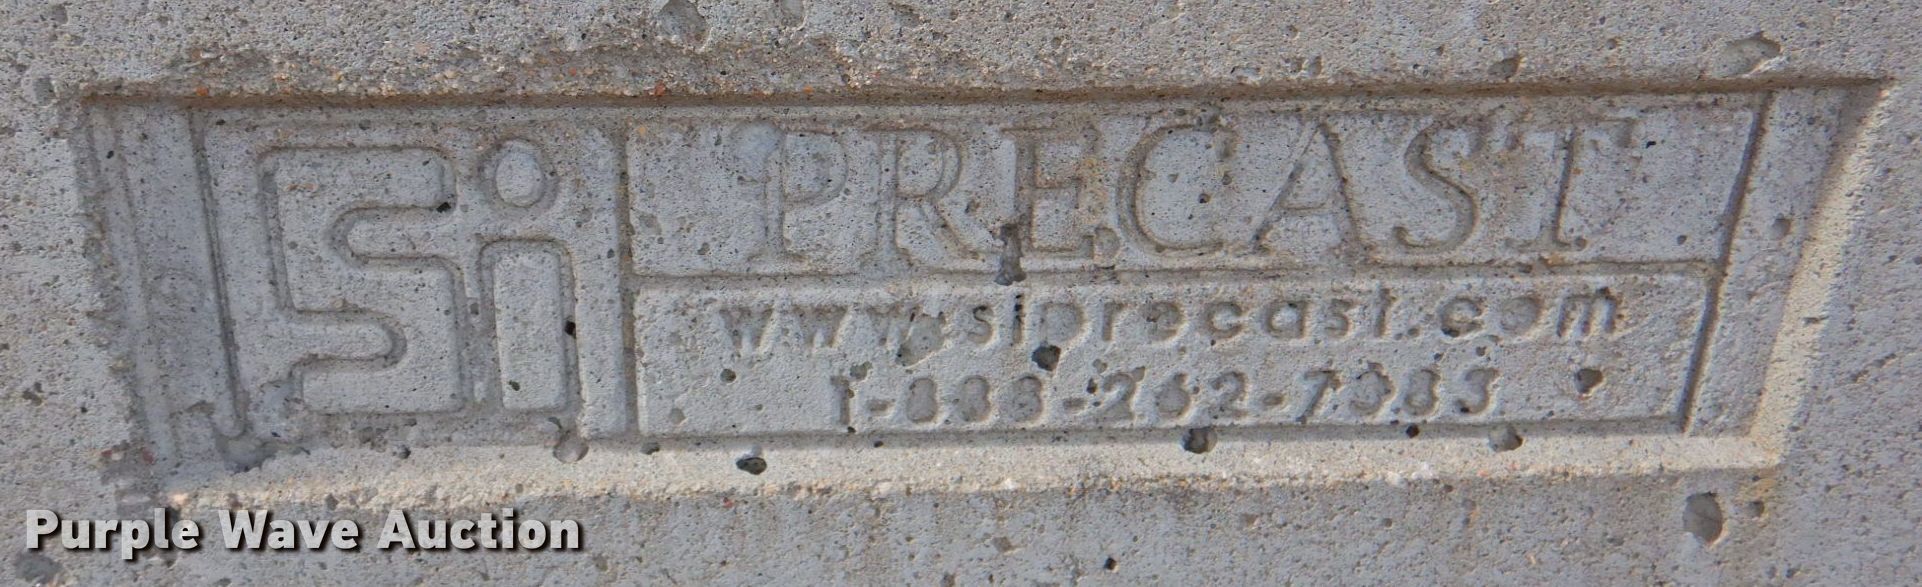 Si PRECAST
www.siprecast.com
1-888-262-7383
Purple Wave Auction